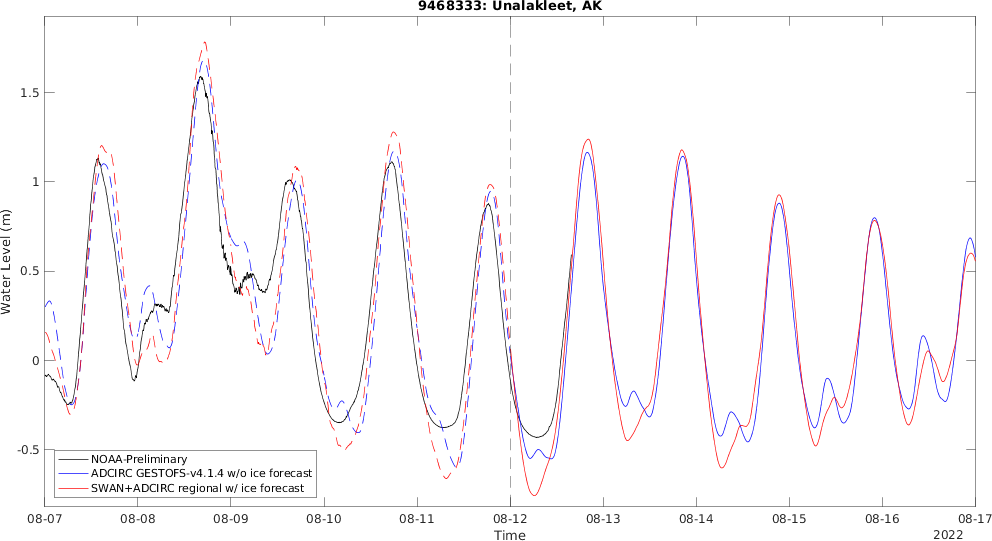 9468333: Unalakleet, AK
Water Level (m)
1.5
1
0.5
0
-0.5
NOAA-Preliminary
ADCIRC GESTOFS-v4.1.4 w/o ice forecast
SWAN+ADCIRC regional w/ ice forecast
08-07 08-08 08-09 08-10 08-11 08-12 08-13 08-14 08-15 08-16 08-17
Time
2022